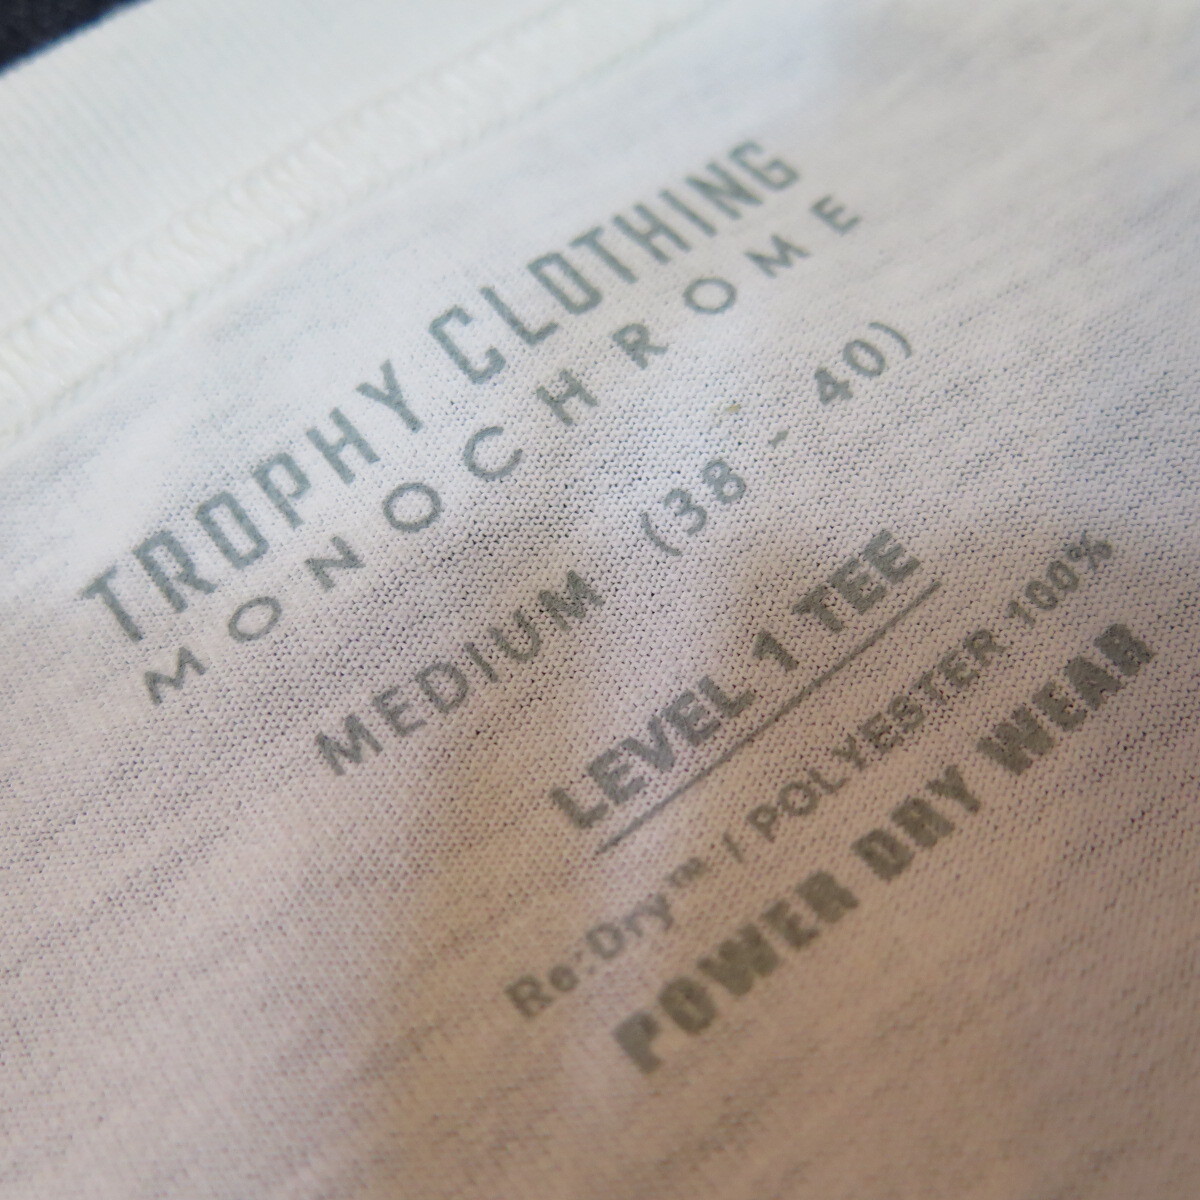 TROPHY CLOTHING
MONOCHROME
MEDIUM (38 - 40)
LEVEL 1 TEE
Re:Dry™ / POLYESTER 100%
POWER DRY WEAR